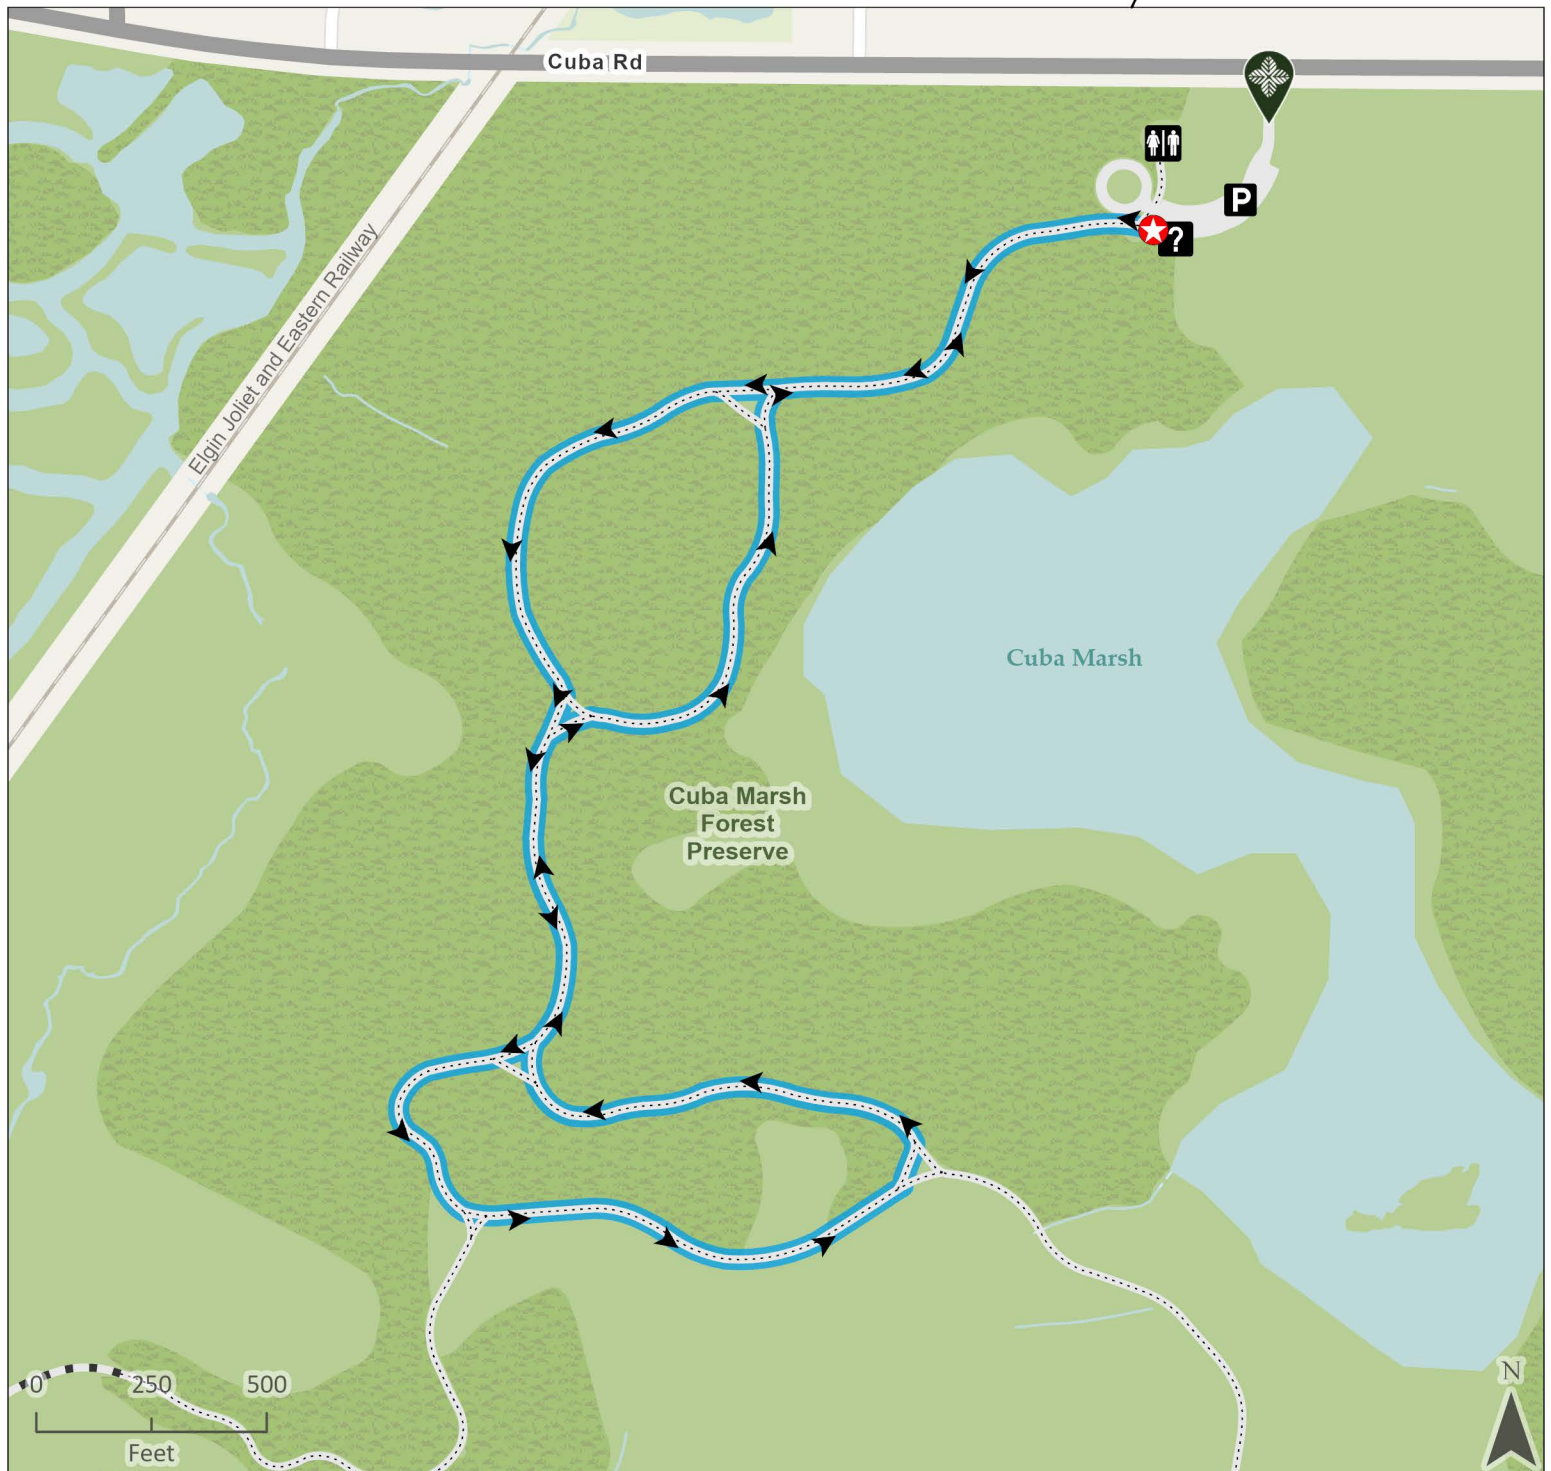 Cuba Rd
P
?
Elgin Joliet and Eastern Railway
Cuba Marsh
Cuba Marsh
Forest
Preserve
N
0 250 500
Feet